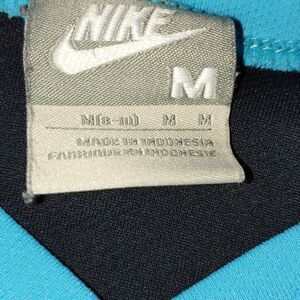 NIKE
M
M(8-10) M M
MADE IN INDONESIA
FABRIQUE EN INDONESIE